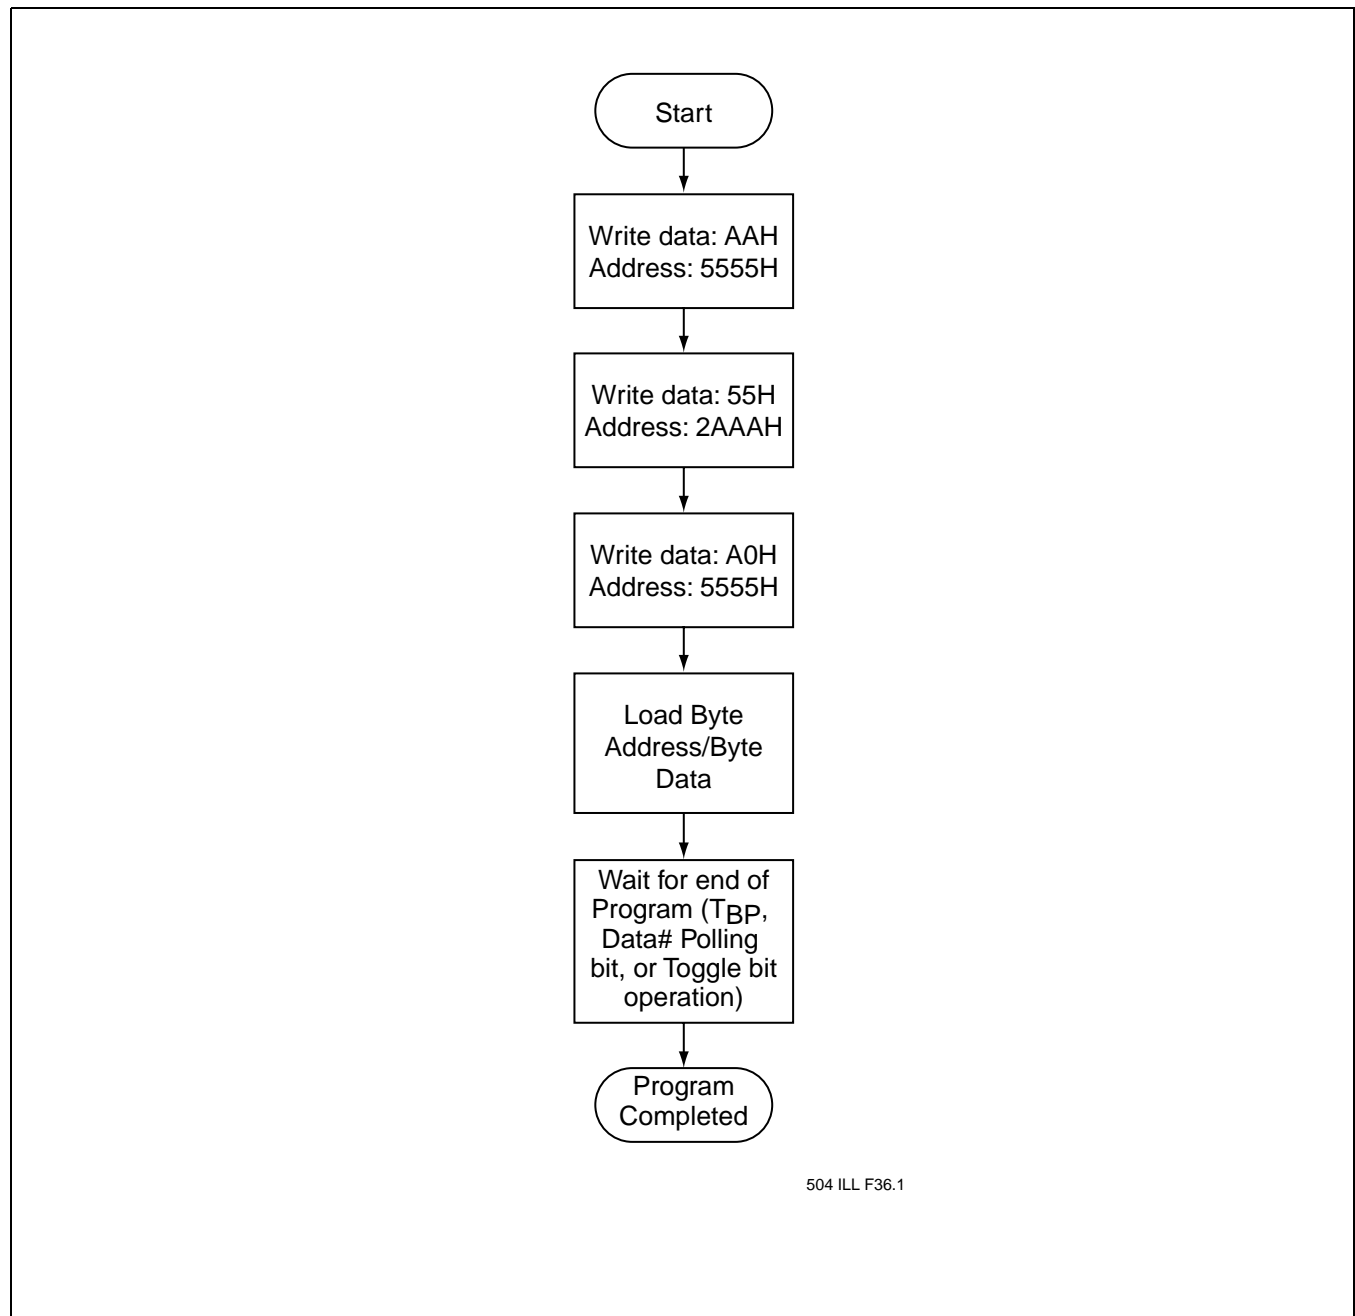 Start
Write data: AAH
Address: 5555H
Write data: 55H
Address: 2AAAH
Write data: A0H
Address: 5555H
Load Byte
Address/Byte
Data
Wait for end of
Program (TBP,
Data# Polling
bit, or Toggle bit
operation)
Program
Completed
504 ILL F36.1